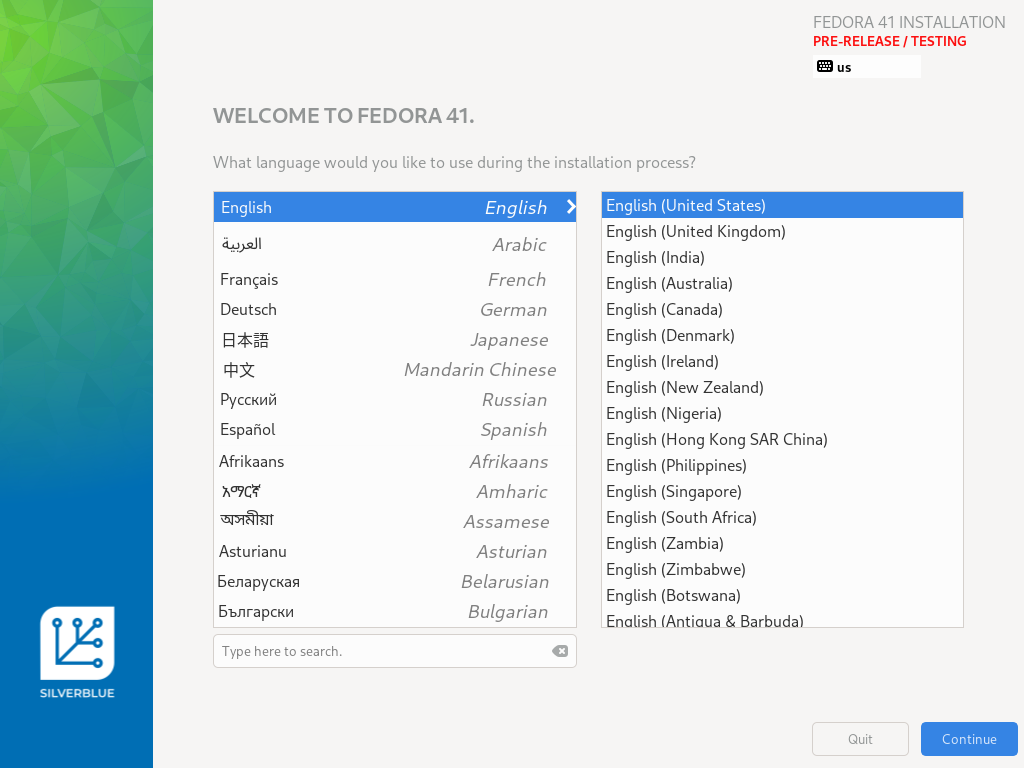 FEDORA 41 INSTALLATION
PRE-RELEASE / TESTING
us
WELCOME TO FEDORA 41.
What language would you like to use during the installation process?
English English
العربية Arabic
Français French
Deutsch German
日本語 Japanese
中文 Mandarin Chinese
Русский Russian
Español Spanish
Afrikaans Afrikaans
አማርኛ Amharic
অসমীয়া Assamese
Asturianu Asturian
Беларуская Belarusian
Български Bulgarian
Type here to search.
English (United States)
English (United Kingdom)
English (India)
English (Australia)
English (Canada)
English (Denmark)
English (Ireland)
English (New Zealand)
English (Nigeria)
English (Hong Kong SAR China)
English (Philippines)
English (Singapore)
English (South Africa)
English (Zambia)
English (Zimbabwe)
English (Botswana)
English (Antigua & Barbuda)
SILVERBLUE
Quit
Continue